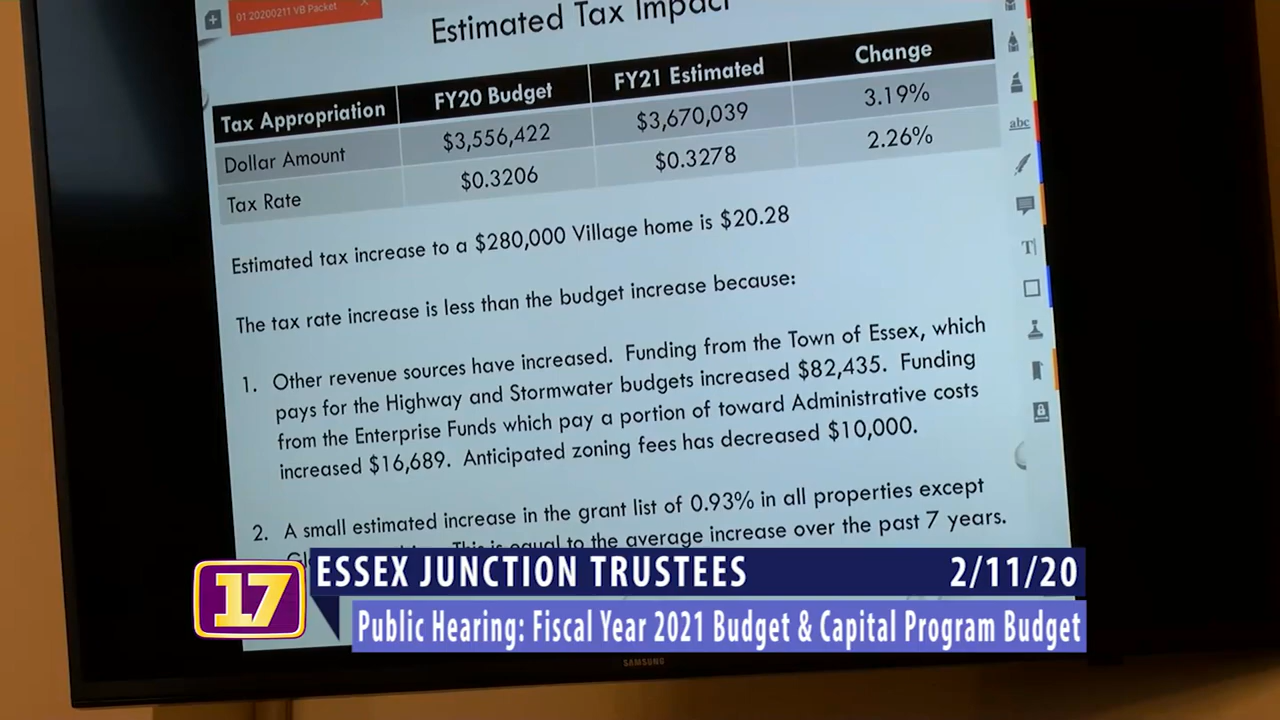 01 20200211 VB Packet
Estimated Tax Impact
Tax Appropriation FY20 Budget FY21 Estimated Change
Dollar Amount $3,556,422 $3,670,039 3.19%
Tax Rate $0.3206 $0.3278 2.26%
Estimated tax increase to a $280,000 Village home is $20.28
The tax rate increase is less than the budget increase because:
1. Other revenue sources have increased. Funding from the Town of Essex, which
pays for the Highway and Stormwater budgets increased $82,435. Funding
from the Enterprise Funds which pay a portion of toward Administrative costs
increased $16,689. Anticipated zoning fees has decreased $10,000.
2. A small estimated increase in the grant list of 0.93% in all properties except
This is equal to the average increase over the past 7 years.
abc
T
17
ESSEX JUNCTION TRUSTEES 2/11/20
Public Hearing: Fiscal Year 2021 Budget & Capital Program Budget
SAMSUNG